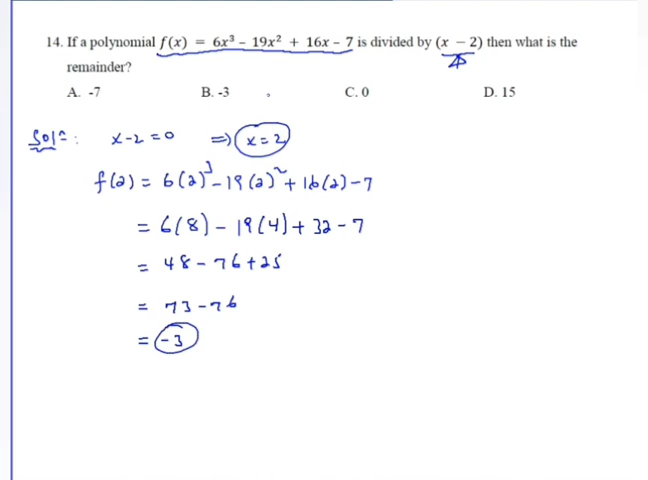 14. If a polynomial f(x) = 6x³ − 19x² + 16x − 7 is divided by (x − 2) then what is the
remainder?
A. -7 B. -3 C. 0 D. 15
Solⁿ: x-2=0 ⇒ x=2
f(2) = 6(2)³ - 19(2)² + 16(2) - 7
= 6(8) - 19(4) + 32 - 7
= 48 - 76 + 25
= 73 - 76
= -3